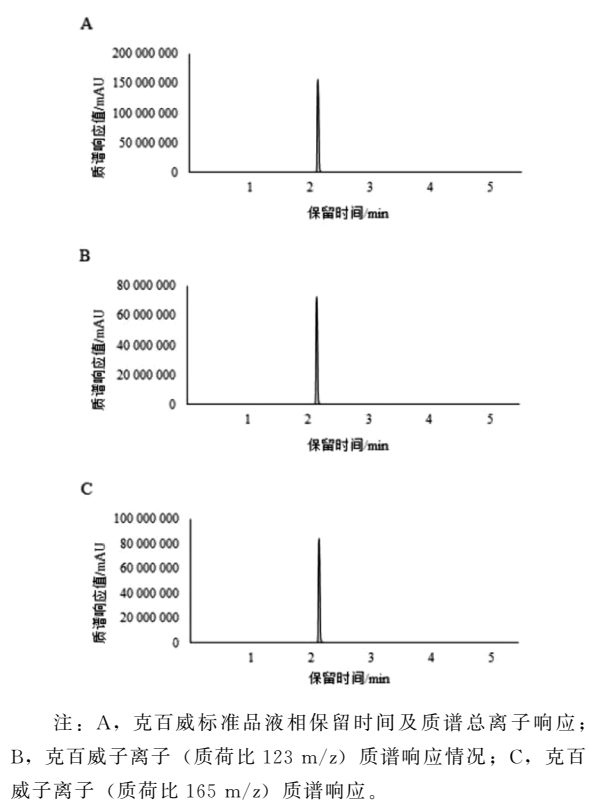 A
200 000 000
150 000 000
100 000 000
50 000 000
0
质谱响应值/mAU
1 2 3 4 5
保留时间/min
B
80 000 000
60 000 000
40 000 000
20 000 000
0
质谱响应值/mAU
1 2 3 4 5
保留时间/min
C
100 000 000
80 000 000
60 000 000
40 000 000
20 000 000
0
质谱响应值/mAU
1 2 3 4 5
保留时间/min
注：A，克百威标准品液相保留时间及质谱总离子响应；
B，克百威子离子（质荷比 123 m/z）质谱响应情况；C，克百
威子离子（质荷比 165 m/z）质谱响应。